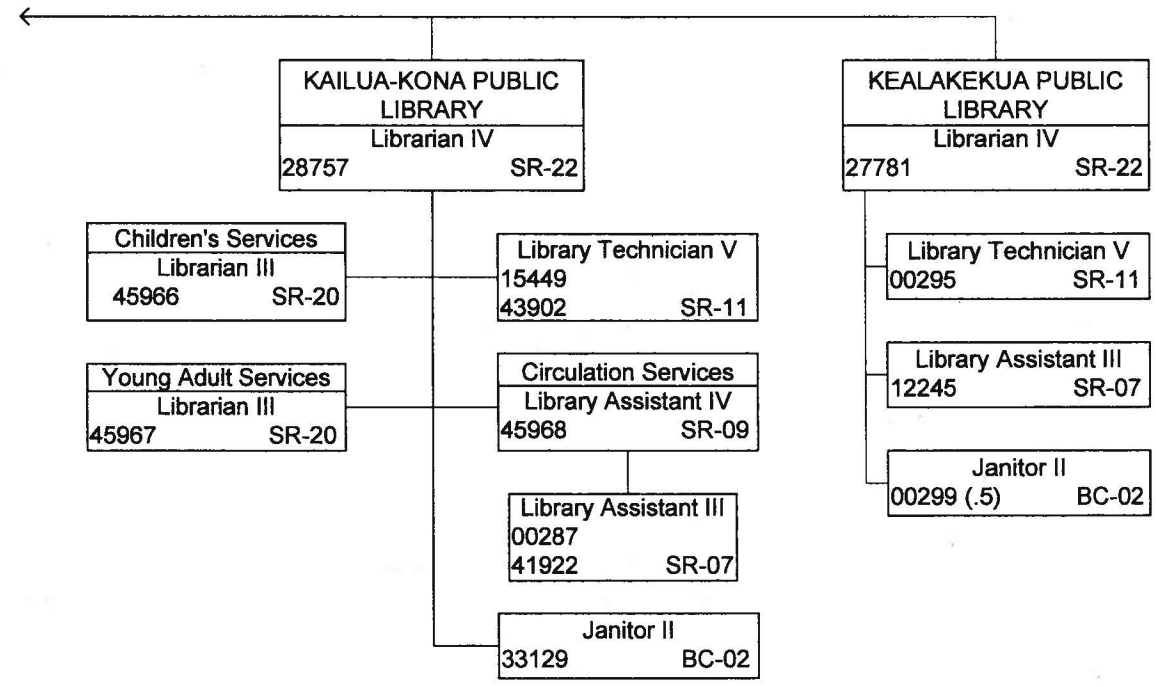 KAILUA-KONA PUBLIC
LIBRARY
Librarian IV
28757 SR-22
Children's Services
Librarian III
45966 SR-20
Library Technician V
15449
43902 SR-11
Young Adult Services
Librarian III
45967 SR-20
Circulation Services
Library Assistant IV
45968 SR-09
Library Assistant III
00287
41922 SR-07
Janitor II
33129 BC-02
KEALAKEKUA PUBLIC
LIBRARY
Librarian IV
27781 SR-22
Library Technician V
00295 SR-11
Library Assistant III
12245 SR-07
Janitor II
00299 (.5) BC-02